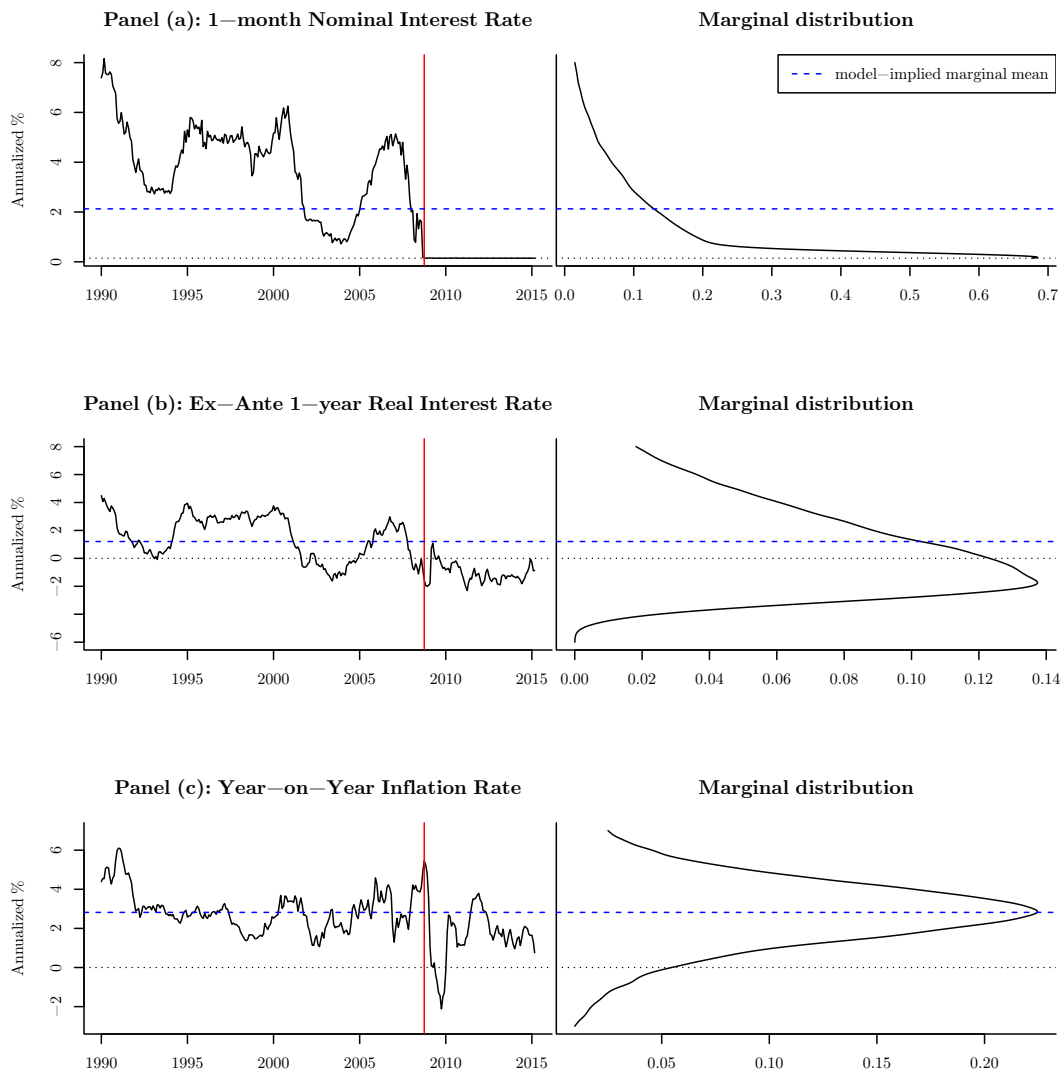 Panel (a): 1−month Nominal Interest Rate
Marginal distribution
Annualized %
8
6
4
2
0
1990 1995 2000 2005 2010 2015
model−implied marginal mean
0.0 0.1 0.2 0.3 0.4 0.5 0.6 0.7
Panel (b): Ex−Ante 1−year Real Interest Rate
Marginal distribution
Annualized %
8
6
4
2
0
−2
−6
1990 1995 2000 2005 2010 2015
0.00 0.02 0.04 0.06 0.08 0.10 0.12 0.14
Panel (c): Year−on−Year Inflation Rate
Marginal distribution
Annualized %
6
4
2
0
−2
1990 1995 2000 2005 2010 2015
0.05 0.10 0.15 0.20